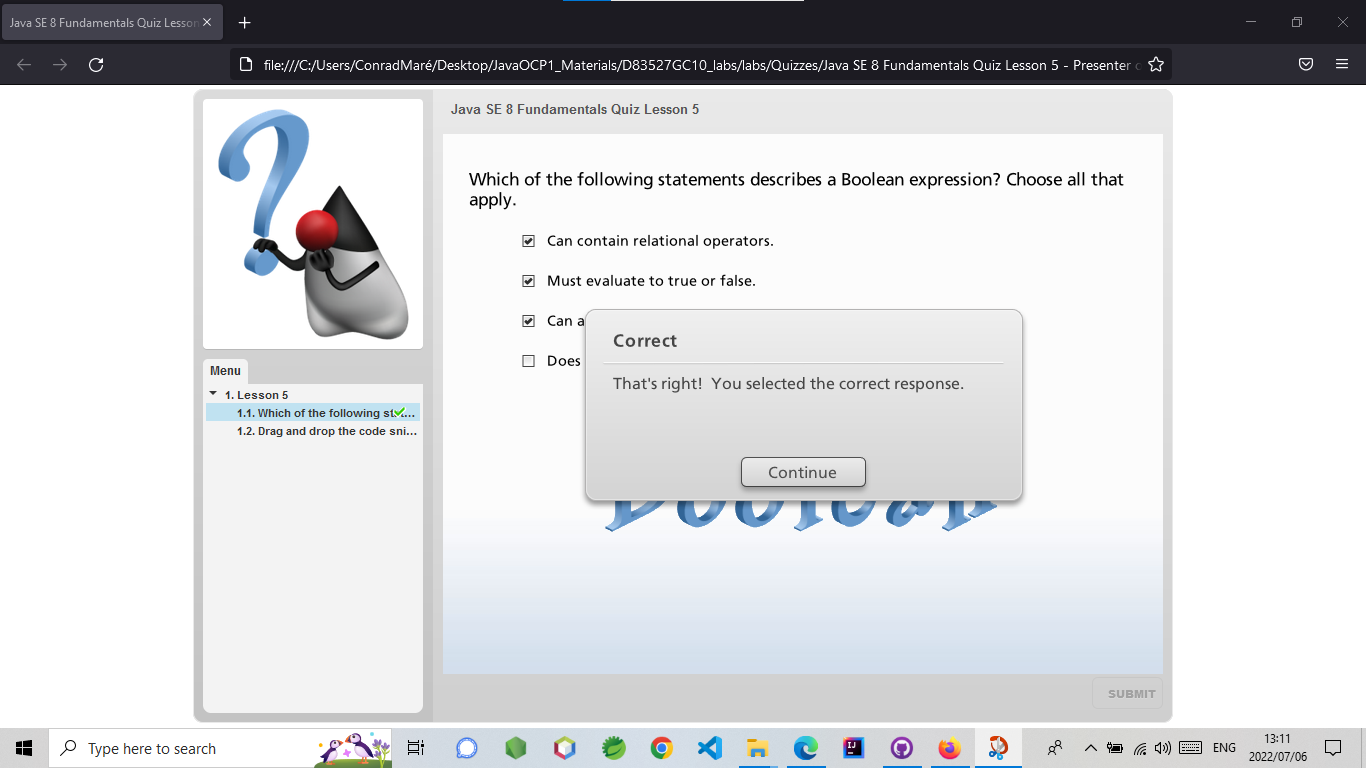 Java SE 8 Fundamentals Quiz Lesson
file:///C:/Users/ConradMaré/Desktop/JavaOCP1_Materials/D83527GC10_labs/labs/Quizzes/Java SE 8 Fundamentals Quiz Lesson 5 - Presenter
Java SE 8 Fundamentals Quiz Lesson 5
Which of the following statements describes a Boolean expression? Choose all that
apply.
Can contain relational operators.
Must evaluate to true or false.
Can
Does
Correct
That's right! You selected the correct response.
Continue
Boolean
Menu
1. Lesson 5
1.1. Which of the following st...
1.2. Drag and drop the code sni...
SUBMIT
Type here to search
ENG
13:11
2022/07/06